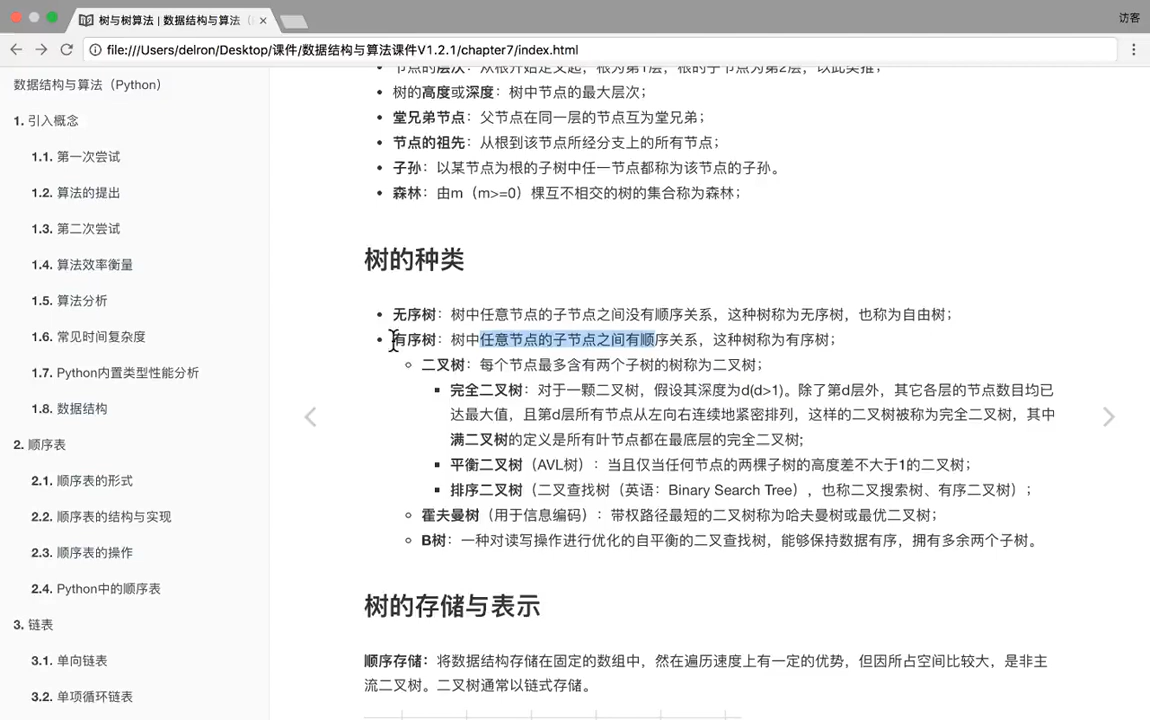 树与树算法 | 数据结构与算法（
访客
file:///Users/delron/Desktop/课件/数据结构与算法课件V1.2.1/chapter7/index.html
数据结构与算法（Python）
1. 引入概念
1.1. 第一次尝试
1.2. 算法的提出
1.3. 第二次尝试
1.4. 算法效率衡量
1.5. 算法分析
1.6. 常见时间复杂度
1.7. Python内置类型性能分析
1.8. 数据结构
2. 顺序表
2.1. 顺序表的形式
2.2. 顺序表的结构与实现
2.3. 顺序表的操作
2.4. Python中的顺序表
3. 链表
3.1. 单向链表
3.2. 单项循环链表
节点的层次：从根开始定义起，根为第1层，根的子节点为第2层，以此类推；
树的高度或深度：树中节点的最大层次；
堂兄弟节点：父节点在同一层的节点互为堂兄弟；
节点的祖先：从根到该节点所经分支上的所有节点；
子孙：以某节点为根的子树中任一节点都称为该节点的子孙。
森林：由m（m>=0）棵互不相交的树的集合称为森林；
树的种类
无序树：树中任意节点的子节点之间没有顺序关系，这种树称为无序树，也称为自由树；
有序树：树中任意节点的子节点之间有顺序关系，这种树称为有序树；
二叉树：每个节点最多含有两个子树的树称为二叉树；
完全二叉树：对于一颗二叉树，假设其深度为d(d>1)。除了第d层外，其它各层的节点数目均已
达最大值，且第d层所有节点从左向右连续地紧密排列，这样的二叉树被称为完全二叉树，其中
满二叉树的定义是所有叶节点都在最底层的完全二叉树;
平衡二叉树（AVL树）：当且仅当任何节点的两棵子树的高度差不大于1的二叉树；
排序二叉树（二叉查找树（英语：Binary Search Tree），也称二叉搜索树、有序二叉树）；
霍夫曼树（用于信息编码）：带权路径最短的二叉树称为哈夫曼树或最优二叉树；
B树：一种对读写操作进行优化的自平衡的二叉查找树，能够保持数据有序，拥有多余两个子树。
树的存储与表示
顺序存储：将数据结构存储在固定的数组中，然在遍历速度上有一定的优势，但因所占空间比较大，是非主
流二叉树。二叉树通常以链式存储。